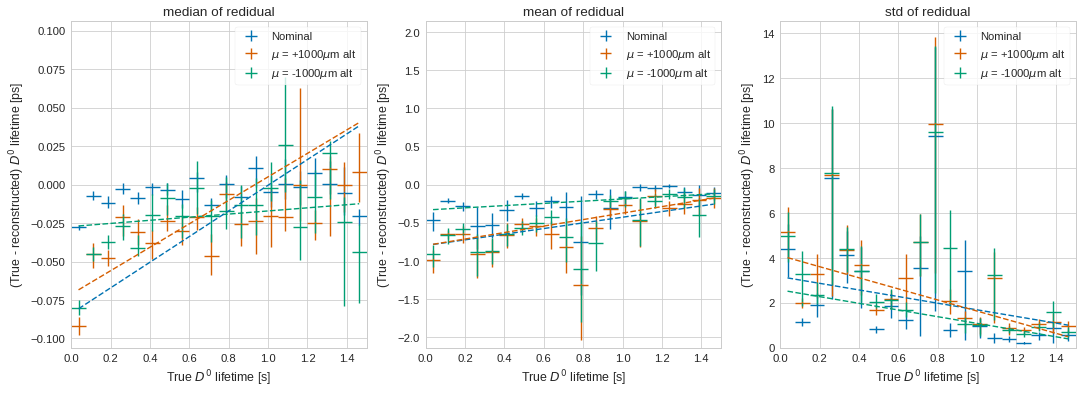 median of redidual
mean of redidual
std of redidual
(True - reconstructed) D⁰ lifetime [ps]
0.100
0.075
0.050
0.025
0.000
−0.025
−0.050
−0.075
−0.100
Nominal
μ = +1000μm alt
μ = -1000μm alt
0.0 0.2 0.4 0.6 0.8 1.0 1.2 1.4
True D⁰ lifetime [s]
(True - reconstructed) D⁰ lifetime [ps]
2.0
1.5
1.0
0.5
0.0
−0.5
−1.0
−1.5
−2.0
Nominal
μ = +1000μm alt
μ = -1000μm alt
0.0 0.2 0.4 0.6 0.8 1.0 1.2 1.4
True D⁰ lifetime [s]
(True - reconstructed) D⁰ lifetime [ps]
14
12
10
8
6
4
2
0
Nominal
μ = +1000μm alt
μ = -1000μm alt
0.0 0.2 0.4 0.6 0.8 1.0 1.2 1.4
True D⁰ lifetime [s]